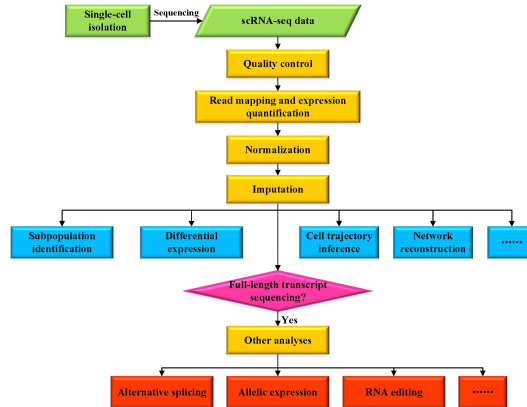 Single-cell
isolation
Sequencing
scRNA-seq data
Quality control
Read mapping and expression
quantification
Normalization
Imputation
Subpopulation
identification
Differential
expression
Cell trajectory
inference
Network
reconstruction
......
Full-length transcript
sequencing?
Yes
Other analyses
Alternative splicing
Allelic expression
RNA editing
......